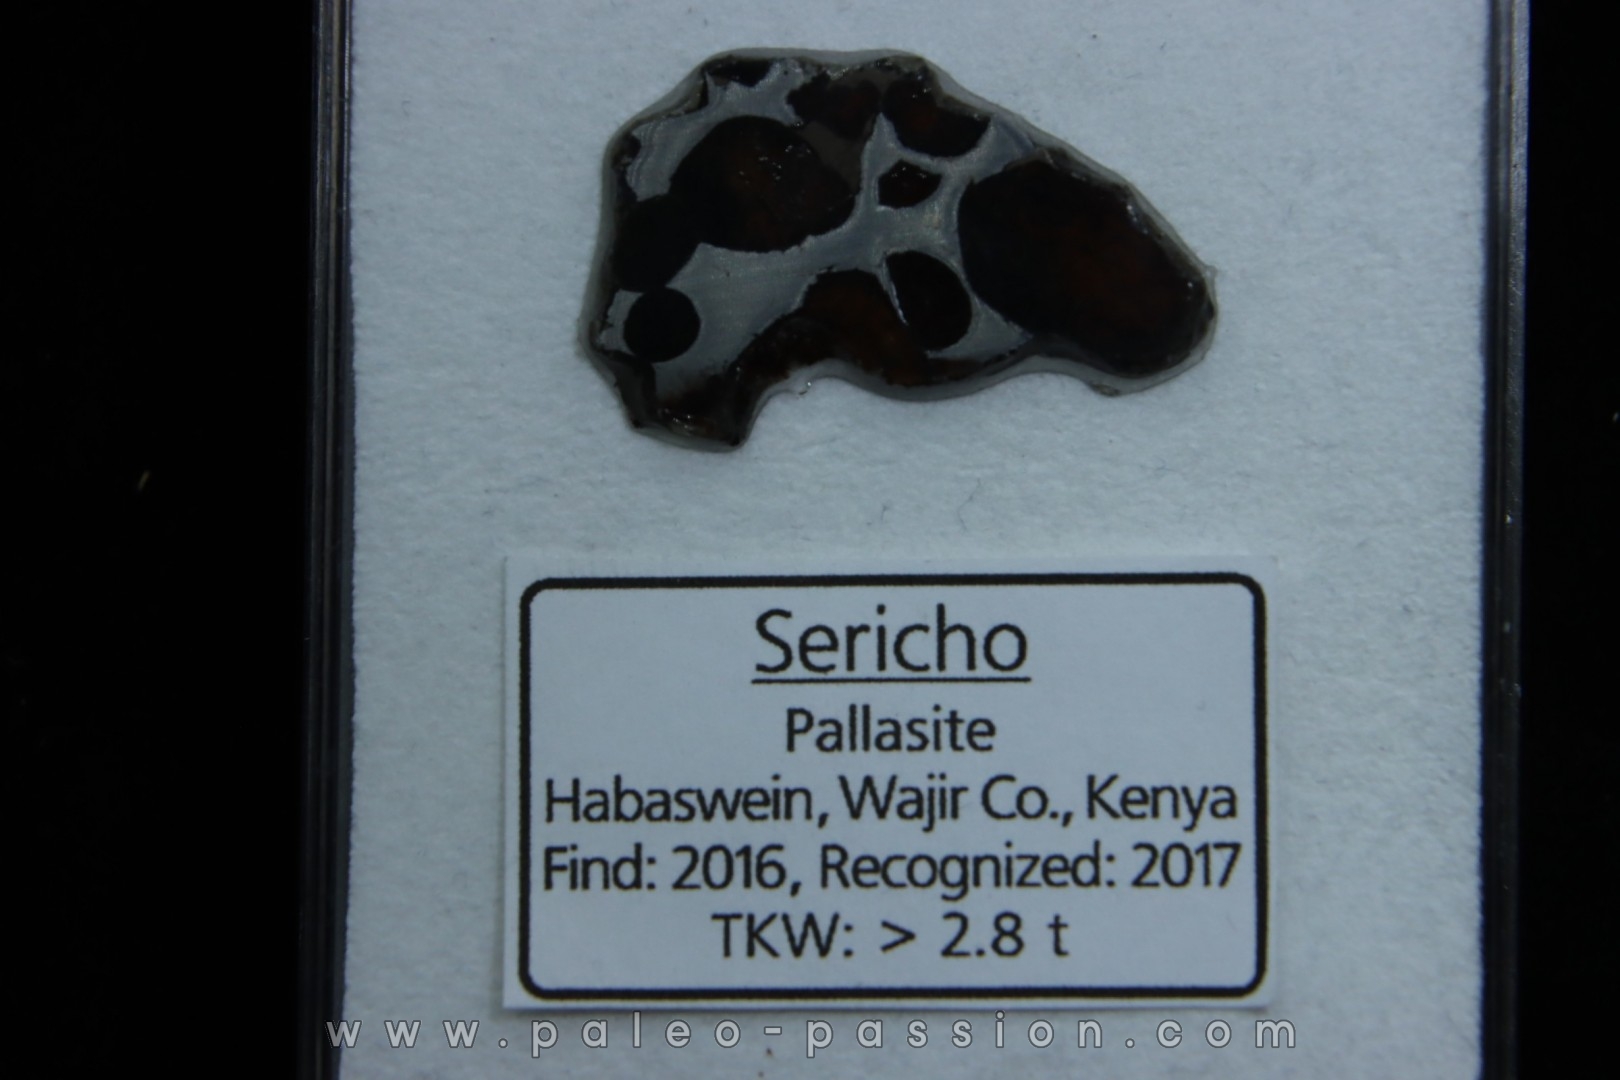 Sericho
Pallasite
Habaswein, Wajir Co., Kenya
Find: 2016, Recognized: 2017
TKW: > 2.8 t
www.paleo-passion.com